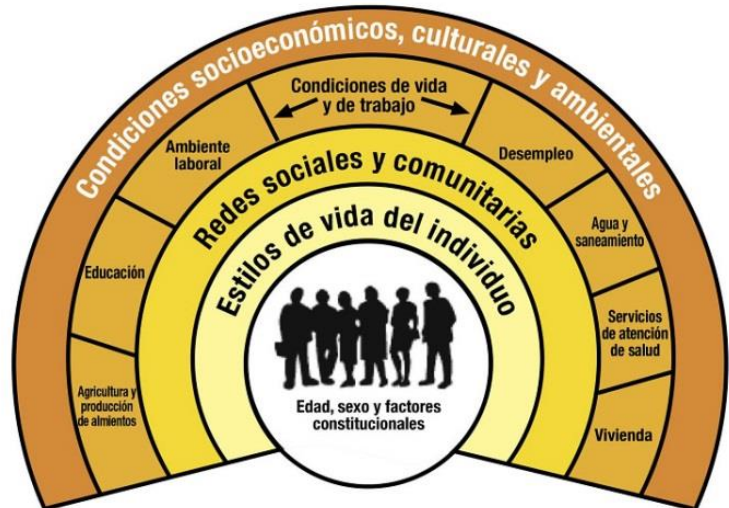 Condiciones socioeconómicos, culturales y ambientales
Condiciones de vida
y de trabajo
Ambiente
laboral
Desempleo
Educación
Agua y
saneamiento
Agricultura y
producción
de almientos
Servicios
de atención
de salud
Vivienda
Redes sociales y comunitarias
Estilos de vida del individuo
Edad, sexo y factores
constitucionales